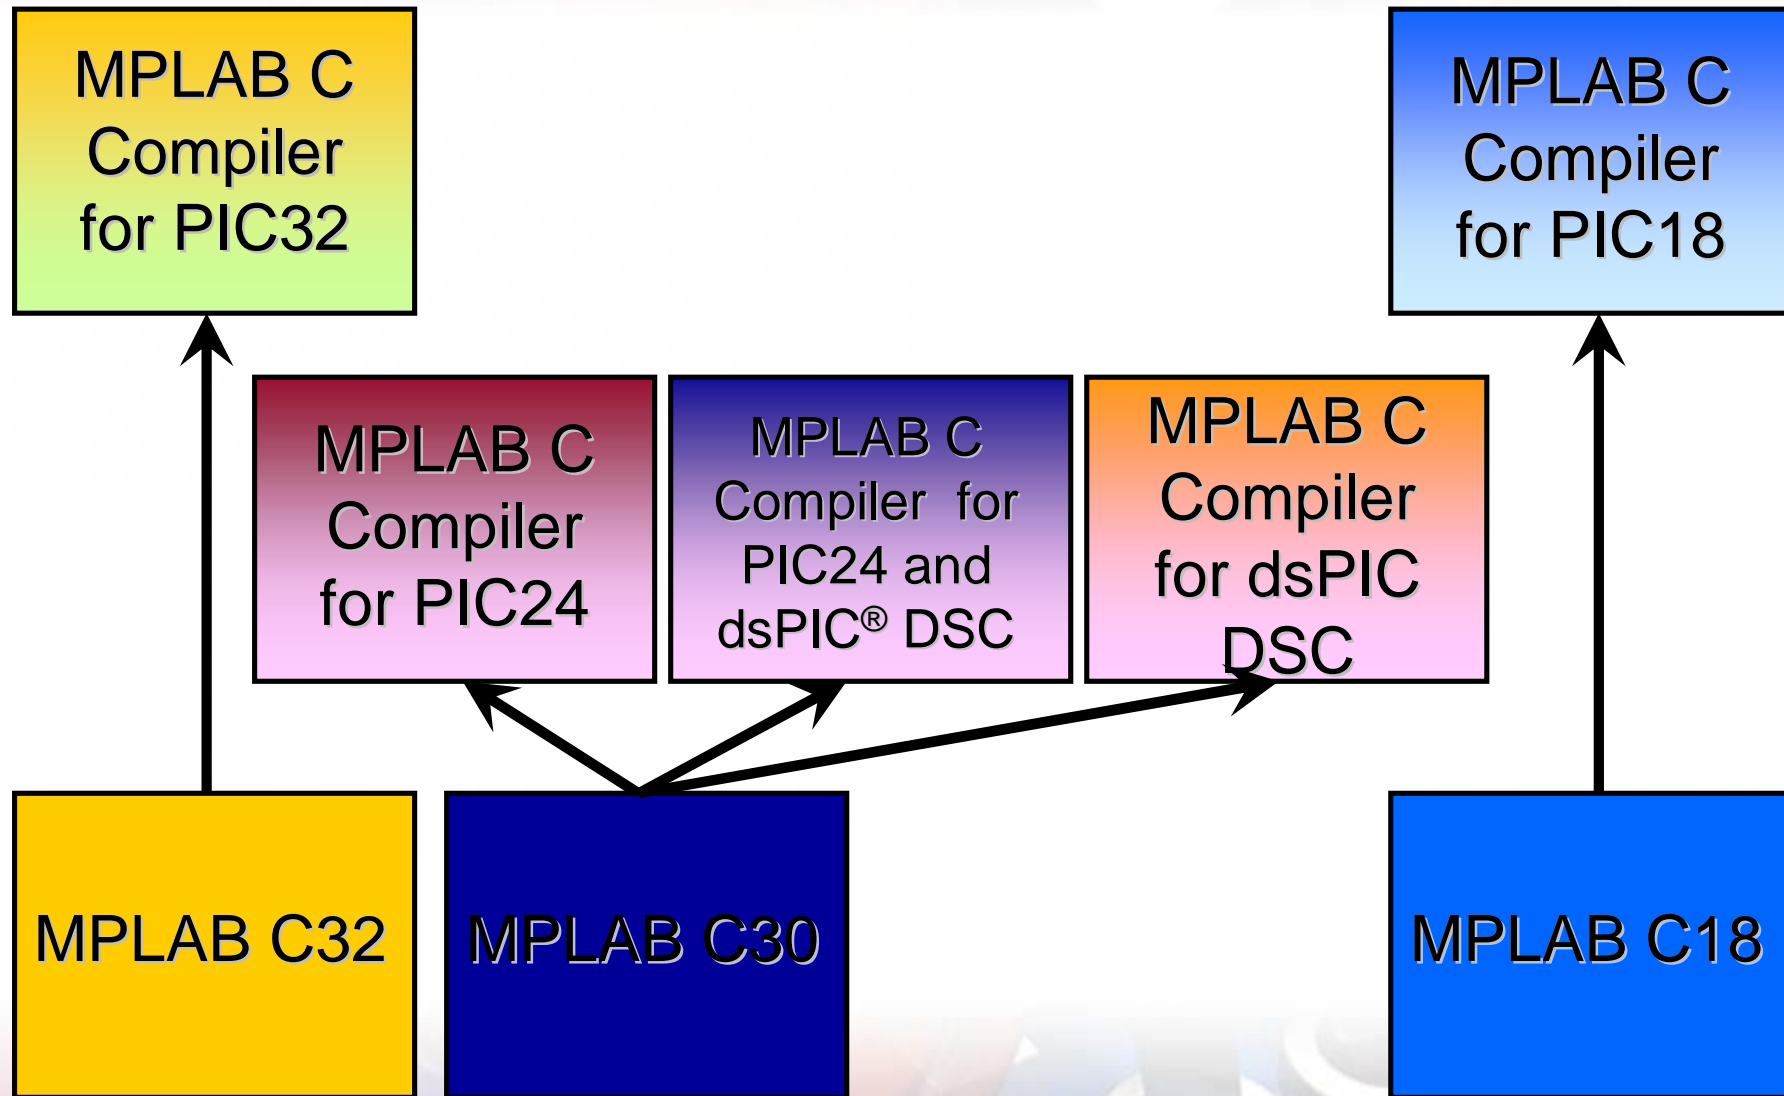 MPLAB C
Compiler
for PIC32
MPLAB C
Compiler
for PIC18
MPLAB C
Compiler
for PIC24
MPLAB C
Compiler for
PIC24 and
dsPIC® DSC
MPLAB C
Compiler
for dsPIC
DSC
MPLAB C32
MPLAB C30
MPLAB C18